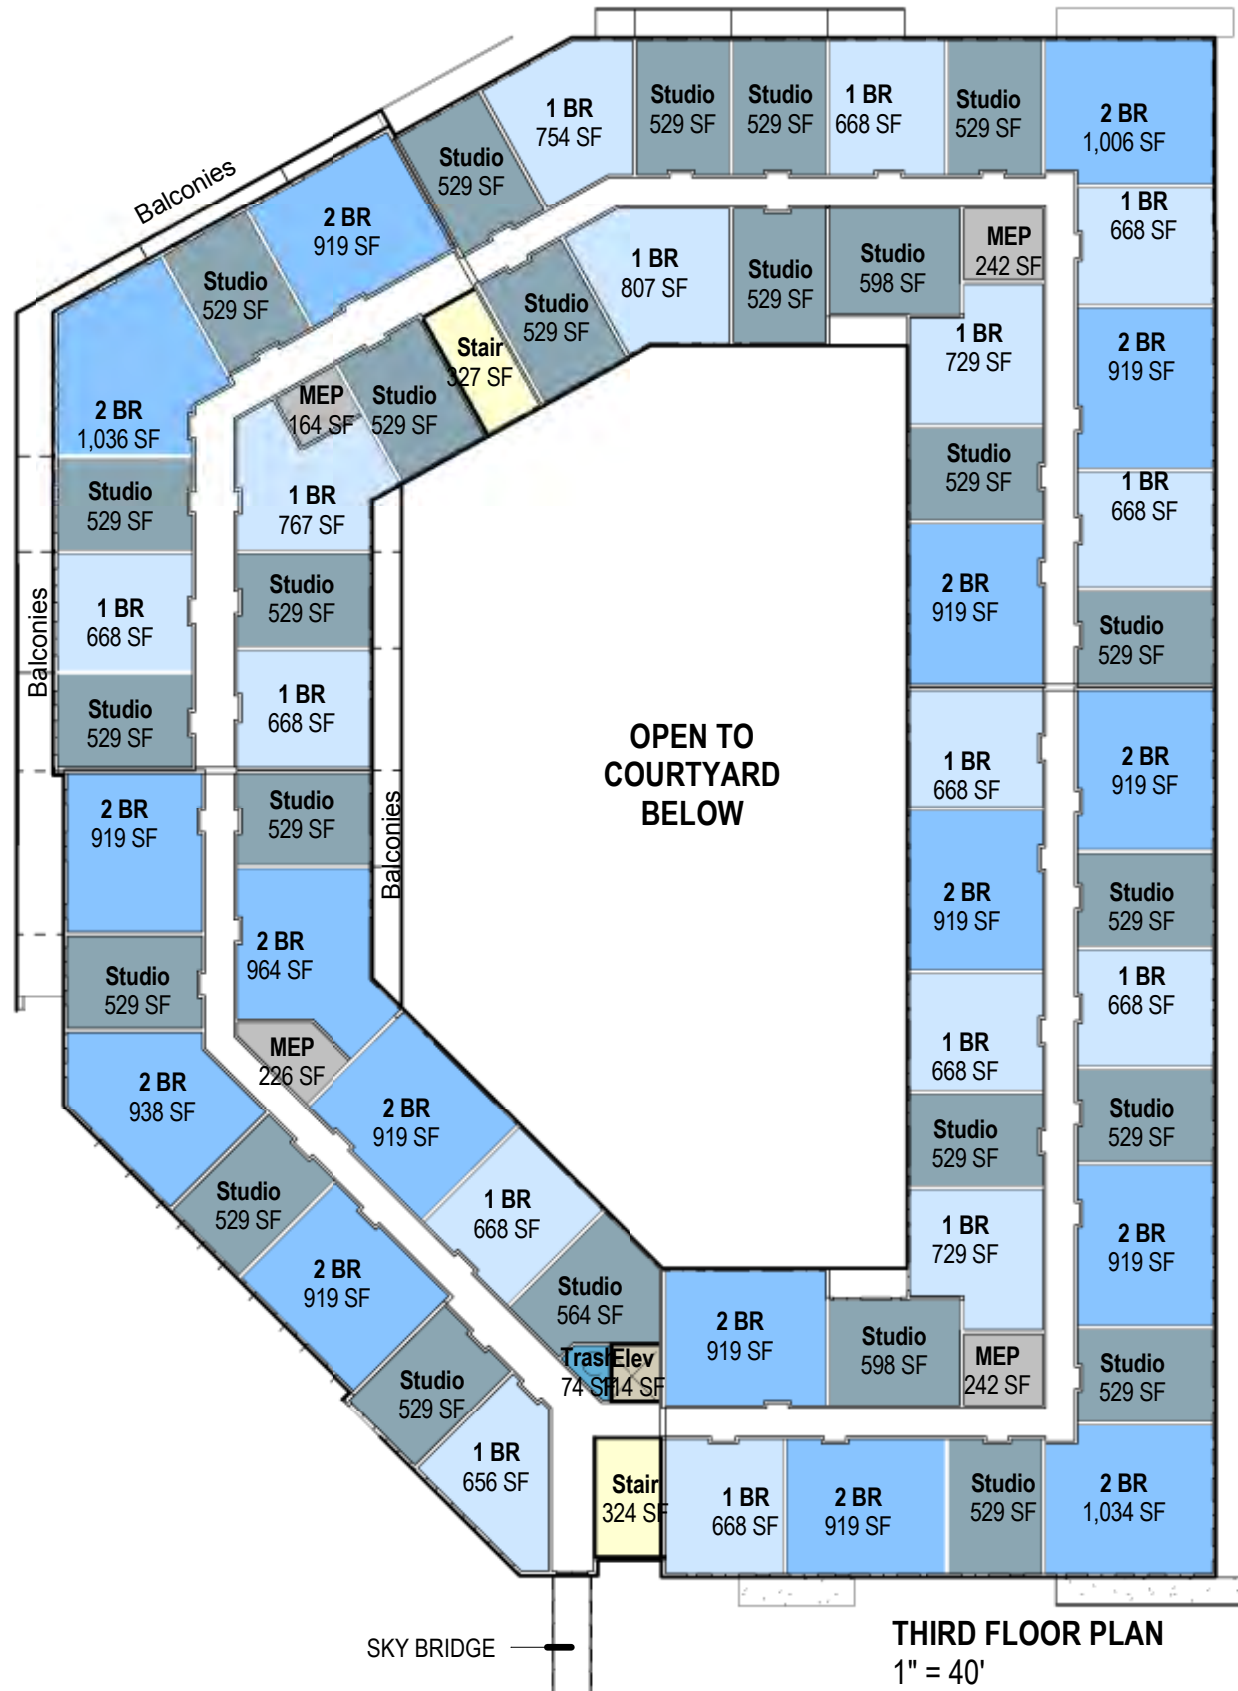 1 BR
754 SF
Studio
529 SF
Studio
529 SF
1 BR
668 SF
Studio
529 SF
2 BR
1,006 SF
Balconies
Studio
529 SF
2 BR
919 SF
Studio
529 SF
1 BR
668 SF
1 BR
807 SF
Studio
529 SF
Studio
598 SF
MEP
242 SF
Studio
529 SF
Stair
327 SF
1 BR
729 SF
2 BR
919 SF
MEP
164 SF
Studio
529 SF
2 BR
1,036 SF
Studio
529 SF
1 BR
767 SF
Studio
529 SF
1 BR
668 SF
Balconies
1 BR
668 SF
Studio
529 SF
2 BR
919 SF
Studio
529 SF
Studio
529 SF
1 BR
668 SF
OPEN TO
COURTYARD
BELOW
1 BR
668 SF
2 BR
919 SF
2 BR
919 SF
Studio
529 SF
Balconies
2 BR
919 SF
Studio
529 SF
2 BR
964 SF
Studio
529 SF
1 BR
668 SF
MEP
226 SF
1 BR
668 SF
2 BR
938 SF
2 BR
919 SF
Studio
529 SF
Studio
529 SF
Studio
529 SF
1 BR
668 SF
1 BR
729 SF
2 BR
919 SF
2 BR
919 SF
Studio
564 SF
2 BR
919 SF
Studio
598 SF
MEP
242 SF
Studio
529 SF
Trash
74 SF
Elev
114 SF
Studio
529 SF
1 BR
656 SF
Stair
324 SF
1 BR
668 SF
2 BR
919 SF
Studio
529 SF
2 BR
1,034 SF
SKY BRIDGE
THIRD FLOOR PLAN
1" = 40'